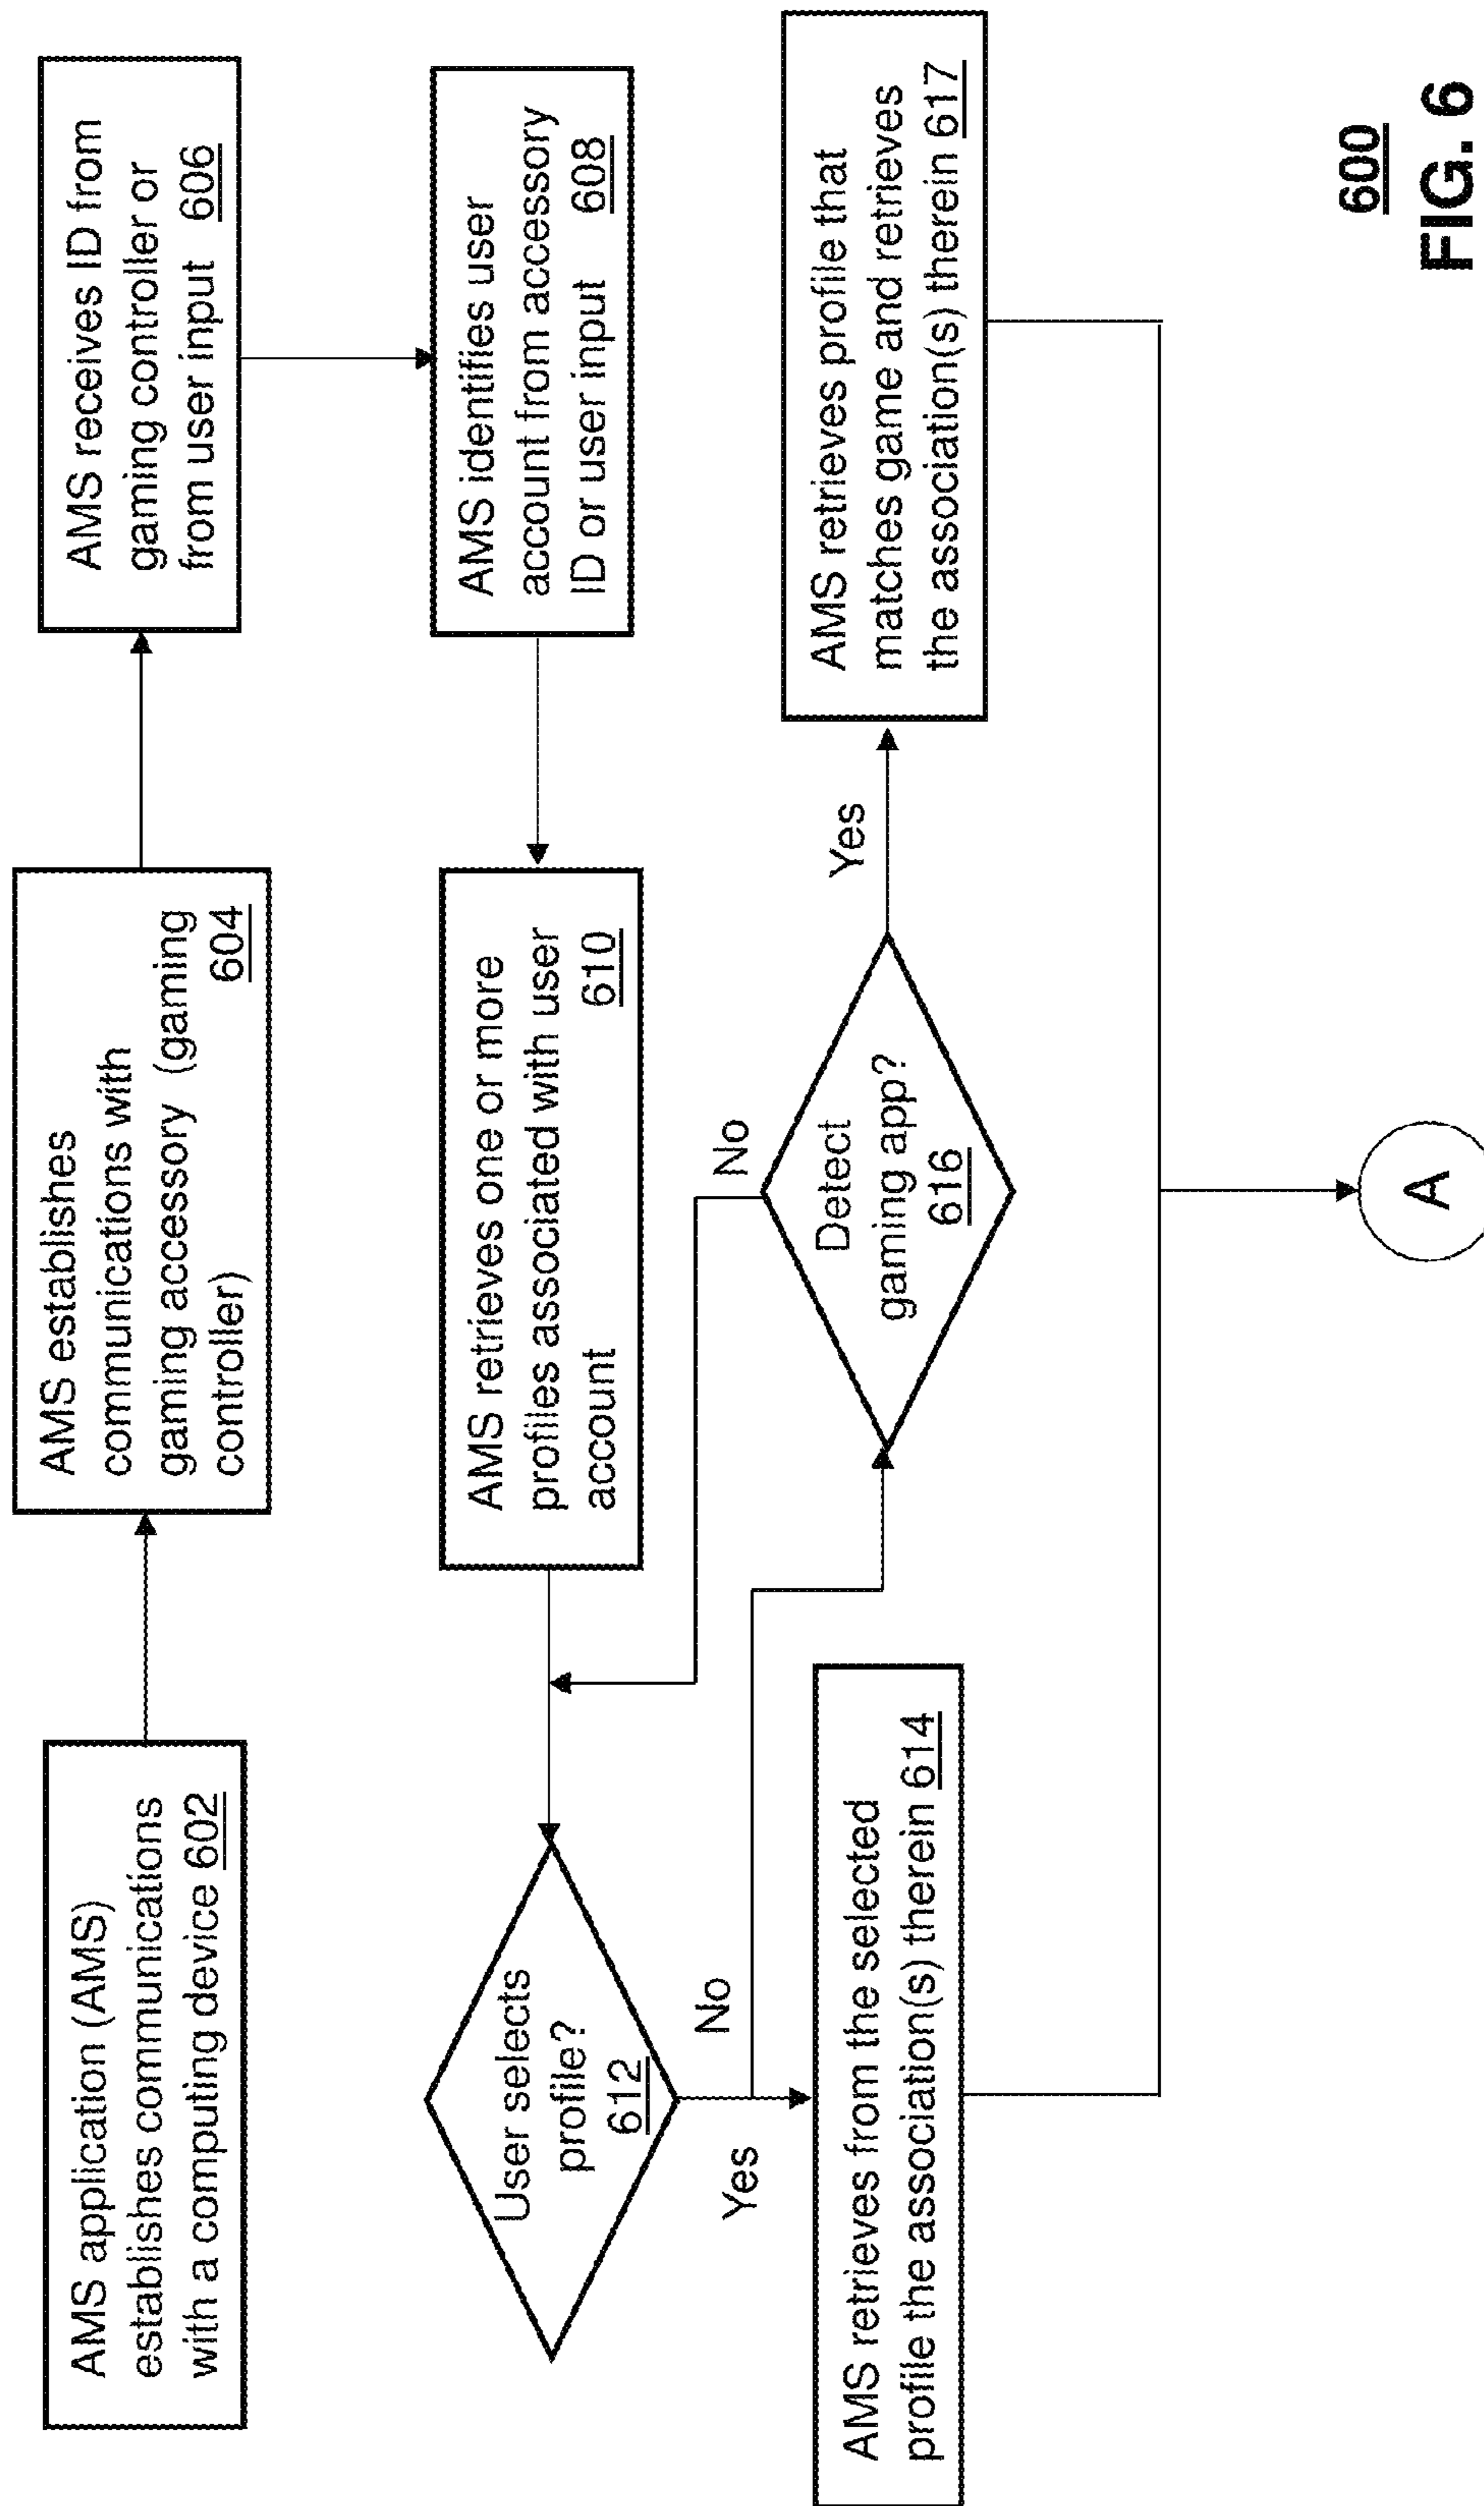 AMS application (AMS)
establishes communications
with a computing device 602
AMS establishes
communications with
gaming accessory (gaming
controller) 604
AMS receives ID from
gaming controller or
from user input 606
AMS identifies user
account from accessory
ID or user input 608
AMS retrieves one or more
profiles associated with user
account 610
User selects
profile?
612
No
Yes
AMS retrieves from the selected
profile the association(s) therein 614
Detect
gaming app?
616
No
Yes
AMS retrieves profile that
matches game and retrieves
the association(s) therein 617
A
600
FIG. 6